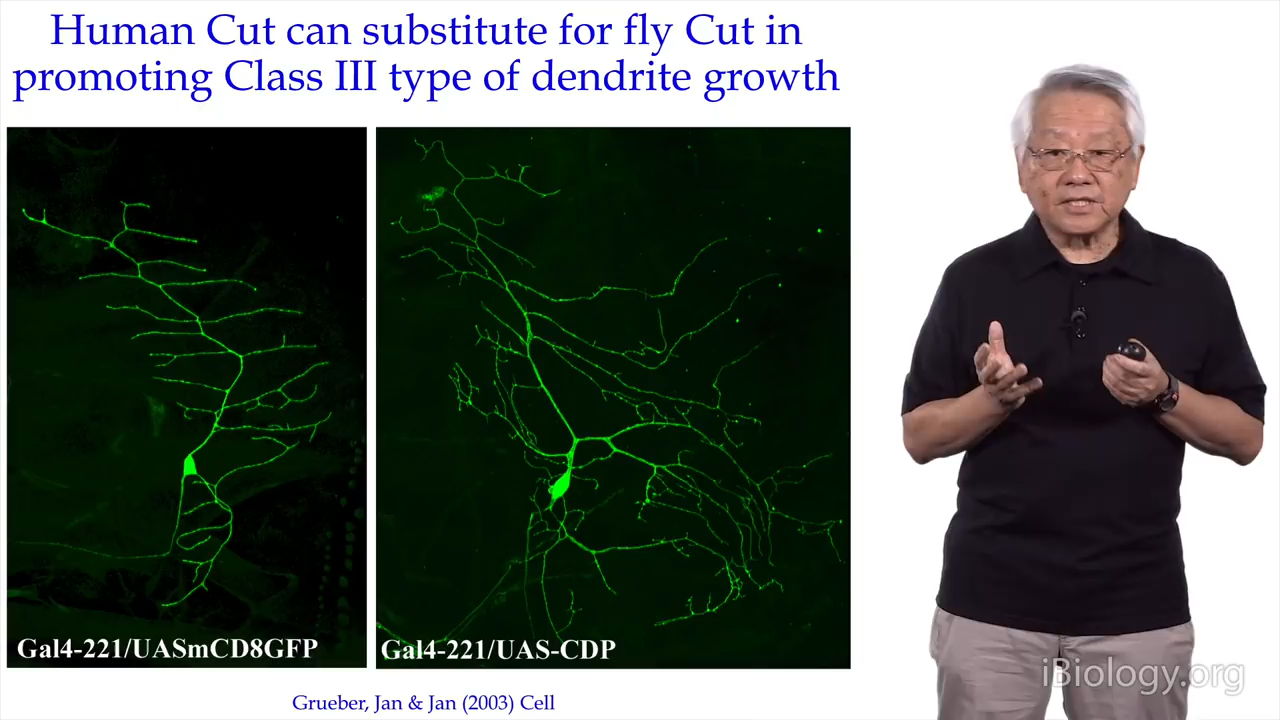 Human Cut can substitute for fly Cut in
promoting Class III type of dendrite growth
Gal4-221/UASmCD8GFP
Gal4-221/UAS-CDP
Grueber, Jan & Jan (2003) Cell
iBiology.org